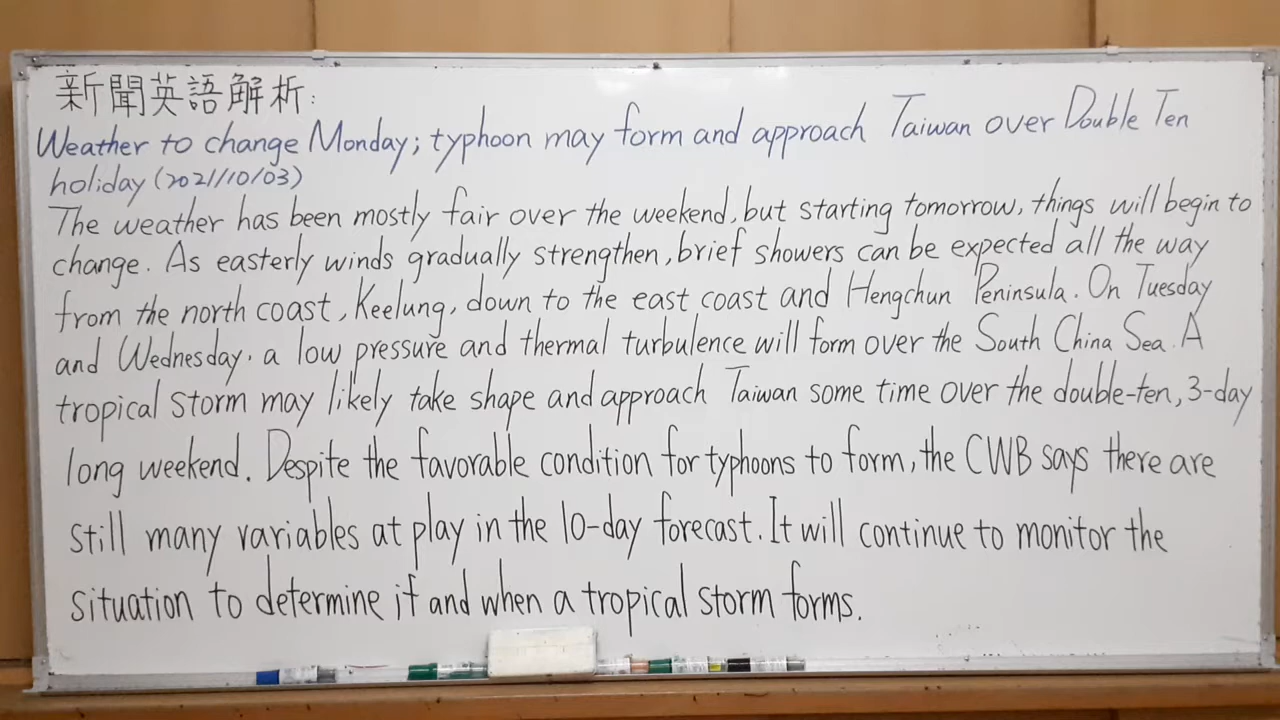 新聞英語解析:
Weather to change Monday; typhoon may form and approach Taiwan over Double Ten
holiday (2021/10/03)
The weather has been mostly fair over the weekend, but starting tomorrow, things will begin to
change. As easterly winds gradually strengthen, brief showers can be expected all the way
from the north coast, Keelung, down to the east coast and Hengchun Peninsula. On Tuesday
and Wednesday, a low pressure and thermal turbulence will form over the South China Sea. A
tropical storm may likely take shape and approach Taiwan some time over the double-ten, 3-day
long weekend. Despite the favorable condition for typhoons to form, the CWB says there are
still many variables at play in the 10-day forecast. It will continue to monitor the
situation to determine if and when a tropical storm forms.